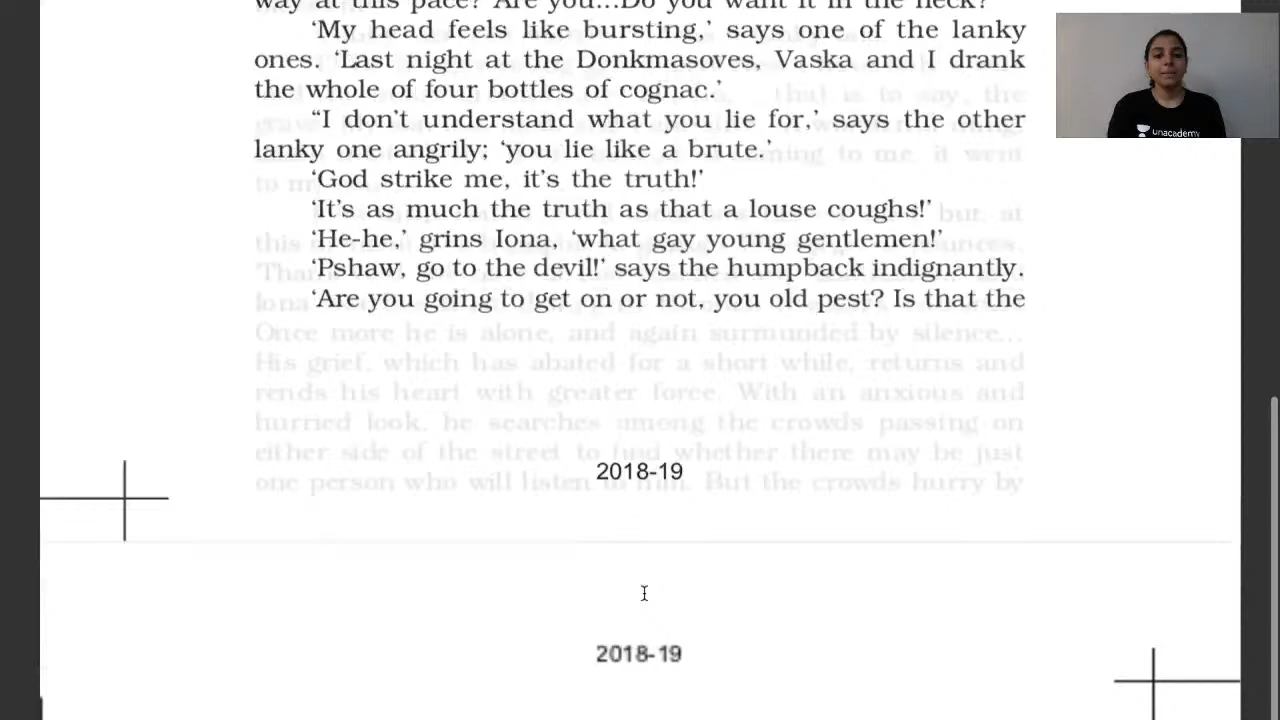 way at this pace? Are you...Do you want it in the neck?'
‘My head feels like bursting,’ says one of the lanky
ones. ‘Last night at the Donkmasoves, Vaska and I drank
the whole of four bottles of cognac.’
“I don’t understand what you lie for,’ says the other
lanky one angrily; ‘you lie like a brute.’
‘God strike me, it’s the truth!’
‘It’s as much the truth as that a louse coughs!’
‘He-he,’ grins Iona, ‘what gay young gentlemen!’
‘Pshaw, go to the devil!’ says the humpback indignantly.
‘Are you going to get on or not, you old pest? Is that the
Once more he is alone, and again surmunded by silence...
His grief, which has abated for a short while, returns and
rends his heart with greater force. With an anxious and
hurried look, he searches among the crowds passing on
either side of the street to find whether there may be just
one person who will listen to him. But the crowds hurry by
2018-19
2018-19
unacademy